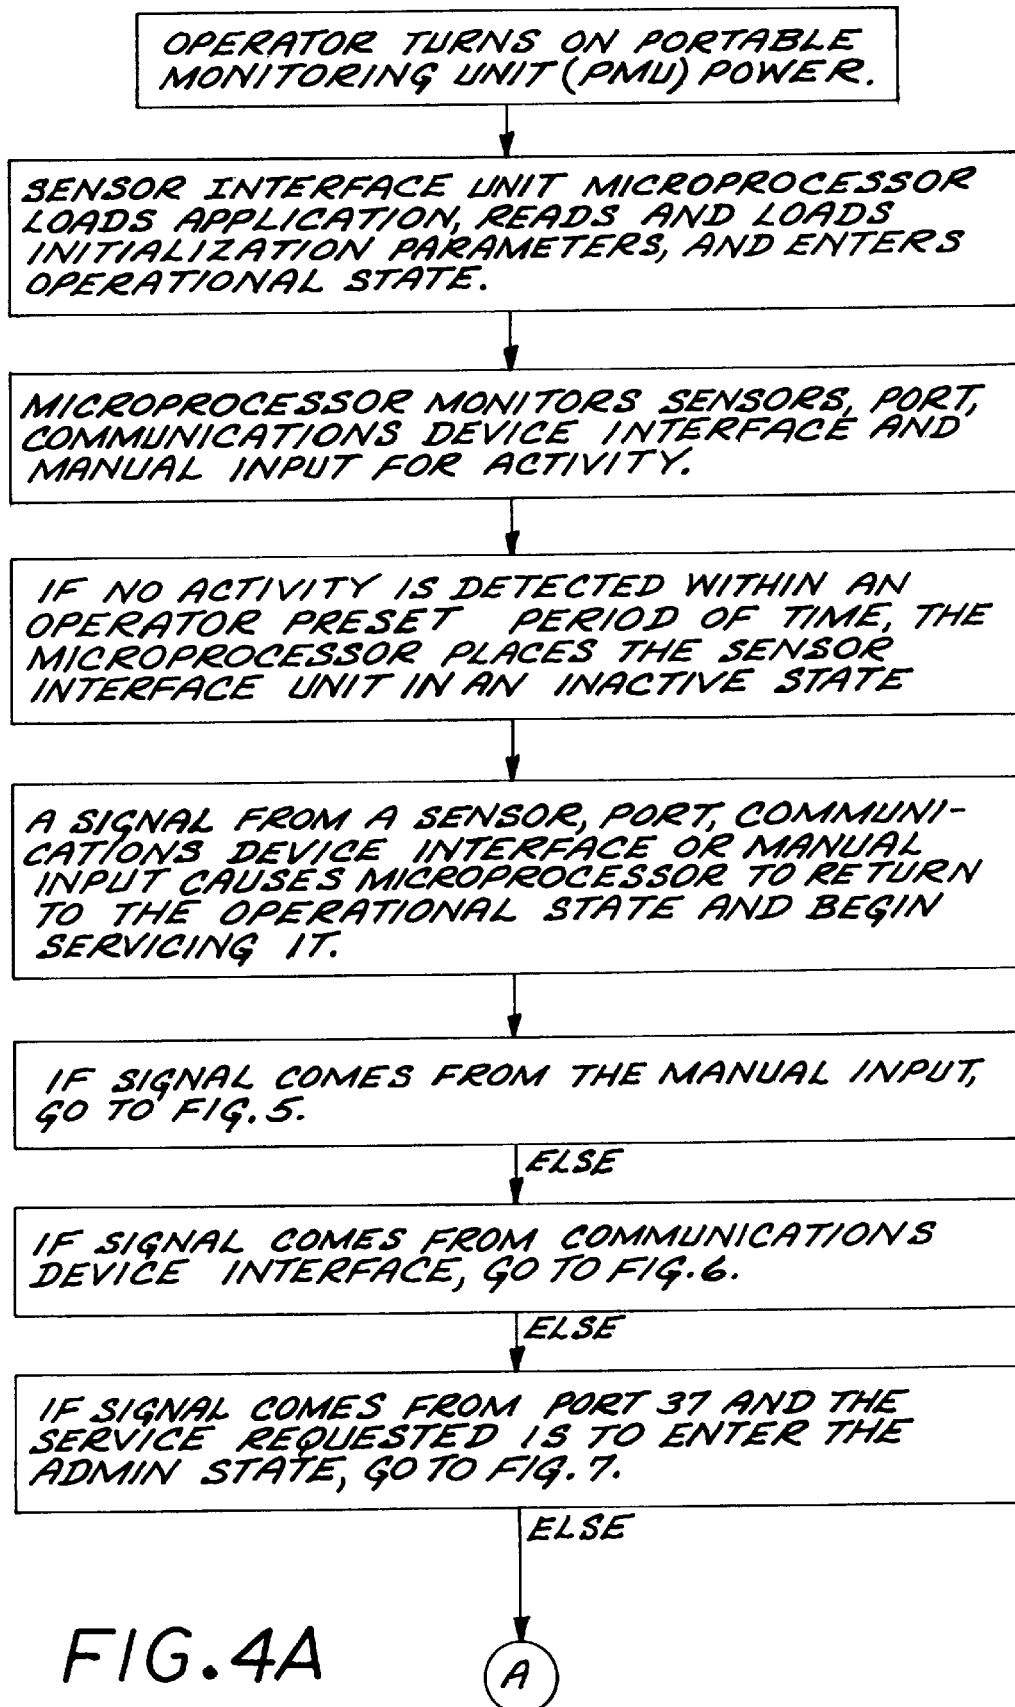 OPERATOR TURNS ON PORTABLE
MONITORING UNIT (PMU) POWER.
SENSOR INTERFACE UNIT MICROPROCESSOR
LOADS APPLICATION, READS AND LOADS
INITIALIZATION PARAMETERS, AND ENTERS
OPERATIONAL STATE.
MICROPROCESSOR MONITORS SENSORS, PORT,
COMMUNICATIONS DEVICE INTERFACE AND
MANUAL INPUT FOR ACTIVITY.
IF NO ACTIVITY IS DETECTED WITHIN AN
OPERATOR PRESET PERIOD OF TIME, THE
MICROPROCESSOR PLACES THE SENSOR
INTERFACE UNIT IN AN INACTIVE STATE
A SIGNAL FROM A SENSOR, PORT, COMMUNI-
CATIONS DEVICE INTERFACE OR MANUAL
INPUT CAUSES MICROPROCESSOR TO RETURN
TO THE OPERATIONAL STATE AND BEGIN
SERVICING IT.
IF SIGNAL COMES FROM THE MANUAL INPUT,
GO TO FIG. 5.
ELSE
IF SIGNAL COMES FROM COMMUNICATIONS
DEVICE INTERFACE, GO TO FIG. 6.
ELSE
IF SIGNAL COMES FROM PORT 37 AND THE
SERVICE REQUESTED IS TO ENTER THE
ADMIN STATE, GO TO FIG. 7.
ELSE
A
FIG. 4A